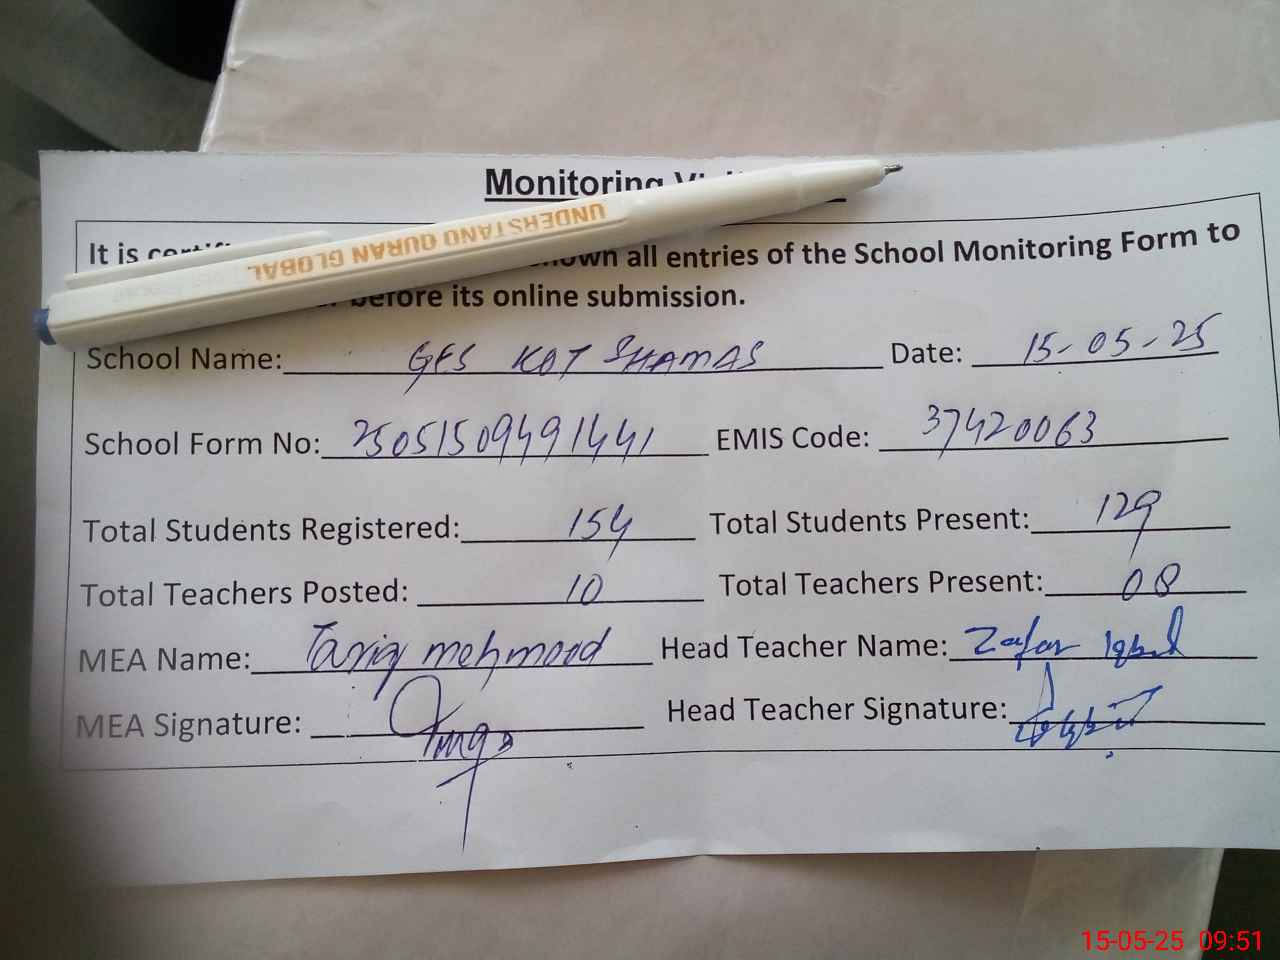 Monitoring
It is
UNDERSTAND QURAN GLOBAL
all entries of the School Monitoring Form to
before its online submission.
School Name: GES KOT SHAMAS Date: 15-05-25
School Form No: 25051509491441 EMIS Code: 37420063
Total Students Registered: 154 Total Students Present: 129
Total Teachers Posted: 10 Total Teachers Present: 08
MEA Name: Tariq mehmood Head Teacher Name: Zafar Iqbal
MEA Signature: Head Teacher Signature:
15-05-25 09:51